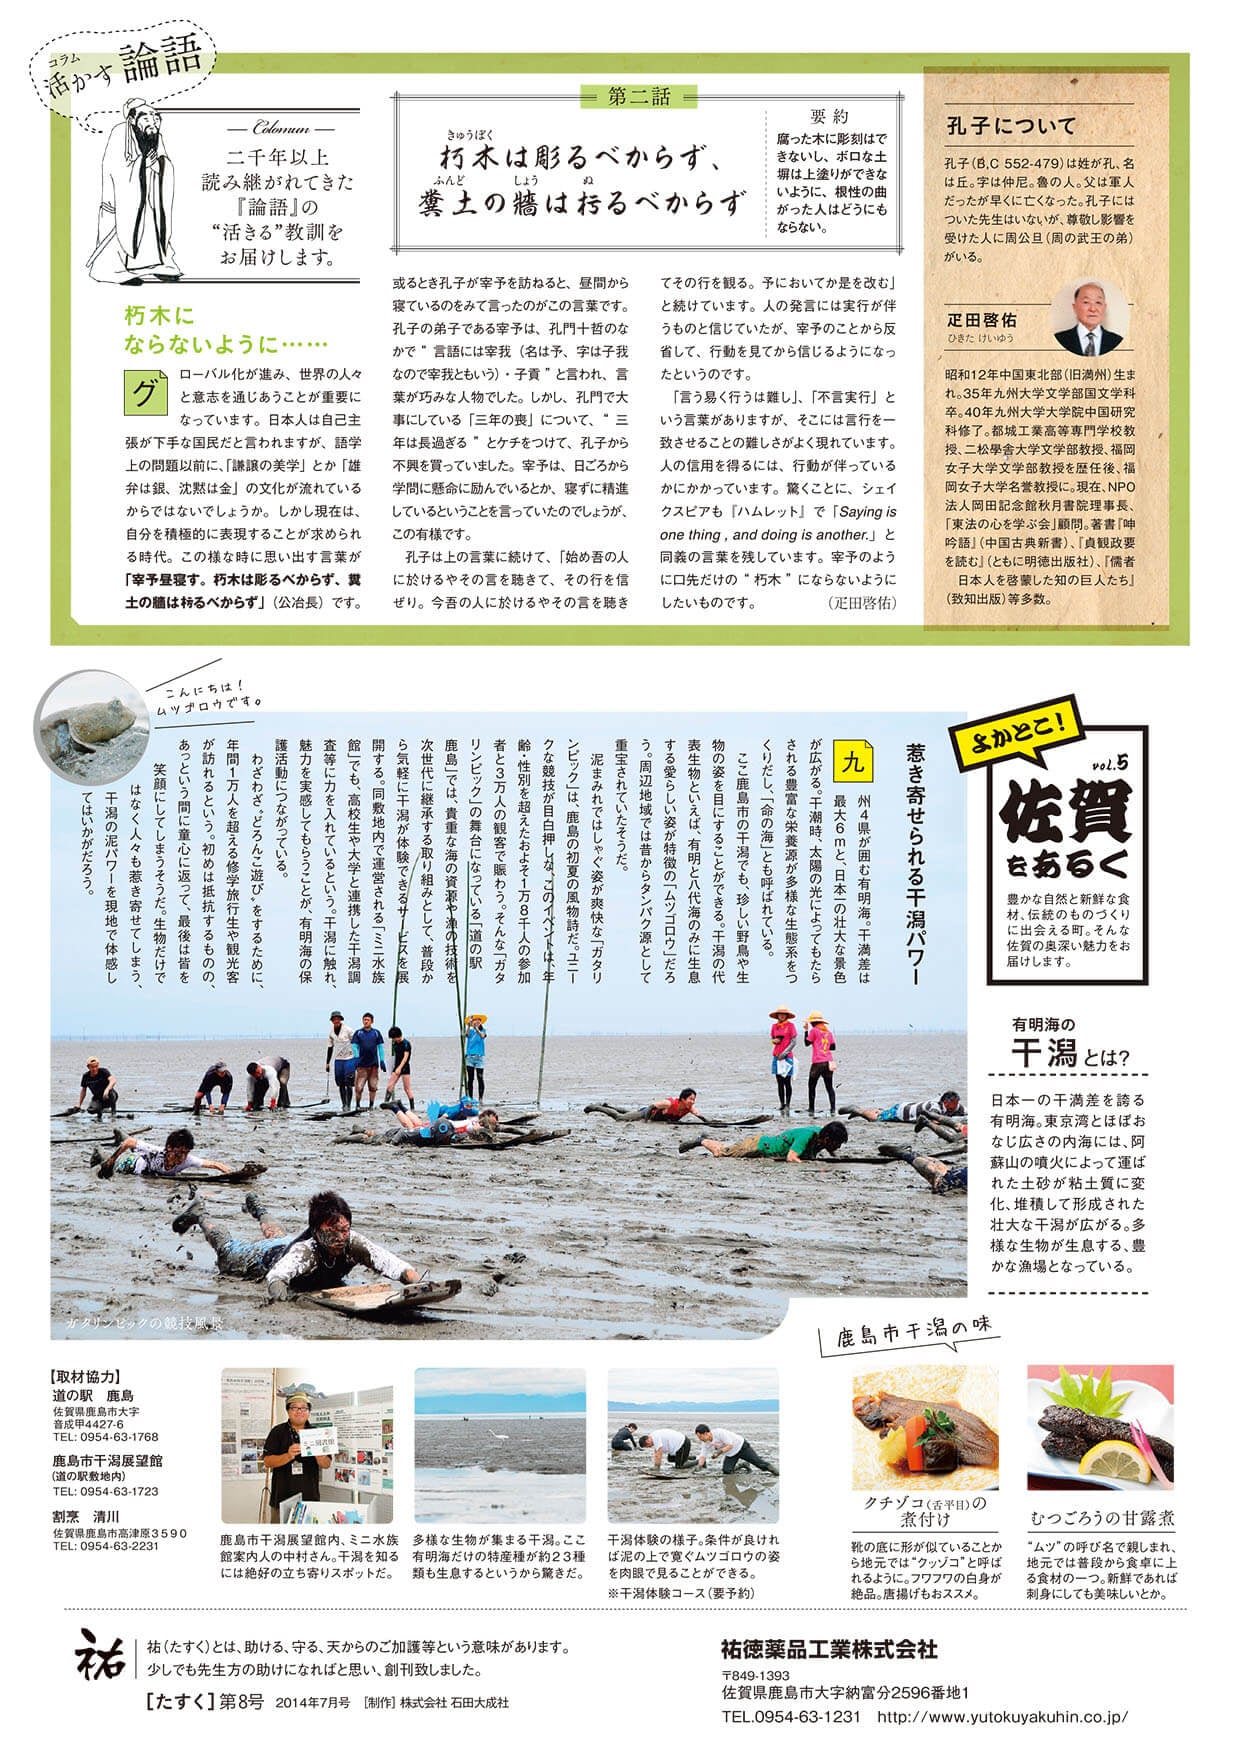 コラム
活かす論語
Colomun
二千年以上
読み継がれてきた
『論語』の
“活きる”教訓を
お届けします。
第二話
きゅうぼく
朽木は彫るべからず、
ふんど しょう ぬ
糞土の牆は杇るべからず
要約
腐った木に彫刻はで
きないし、ボロな土
塀は上塗りができな
いように、根性の曲
がった人はどうにも
ならない。
朽木に
ならないように……
グ
ローバル化が進み、世界の人々
と意志を通じあうことが重要に
なっています。日本人は自己主
張が下手な国民だと言われますが、語学
上の問題以前に、「謙譲の美学」とか「雄
弁は銀、沈黙は金」の文化が流れている
からではないでしょうか。しかし現在は、
自分を積極的に表現することが求められ
る時代。この様な時に思い出す言葉が
「宰予昼寝す。朽木は彫るべからず、糞
土の牆は杇るべからず」（公冶長）です。
或るとき孔子が宰予を訪ねると、昼間から
寝ているのをみて言ったのがこの言葉です。
孔子の弟子である宰予は、孔門十哲のな
かで＂言語には宰我（名は予、字は子我
なので宰我ともいう）・子貢＂と言われ、言
葉が巧みな人物でした。しかし、孔門で大
事にしている「三年の喪」について、＂三
年は長過ぎる＂とケチをつけて、孔子から
不興を買っていました。宰予は、日ごろから
学問に懸命に励んでいるとか、寝ずに精進
しているということを言っていたのでしょうが、
この有様です。
孔子は上の言葉に続けて、「始め吾の人
に於けるやその言を聴きて、その行を信
ぜり。今吾の人に於けるやその言を聴き
てその行を観る。予においてか是を改む」
と続けています。人の発言には実行が伴
うものと信じていたが、宰予のことから反
省して、行動を見てから信じるようになっ
たというのです。
「言う易く行うは難し」、「不言実行」と
いう言葉がありますが、そこには言行を一
致させることの難しさがよく現れています。
人の信用を得るには、行動が伴っている
かにかかっています。驚くことに、シェイ
クスピアも『ハムレット』で「Saying is
one thing , and doing is another.」と
同義の言葉を残しています。宰予のよう
に口先だけの＂朽木＂にならないように
したいものです。 （疋田啓佑）
孔子について
孔子（B,C 552-479）は姓が孔、名
は丘。字は仲尼。魯の人。父は軍人
だったが早くに亡くなった。孔子には
ついた先生はいないが、尊敬し影響を
受けた人に周公旦（周の武王の弟）
がいる。
疋田啓佑
ひきた けいゆう
昭和12年中国東北部（旧満州）生ま
れ。35年九州大学文学部国文学科
卒。40年九州大学大学院中国研究
科修了。都城工業高等専門学校教
授、二松學舎大学文学部教授、福岡
女子大学文学部教授を歴任後、福
岡女子大学名誉教授に。現在、NPO
法人岡田記念館秋月書院理事長、
「東法の心を学ぶ会」顧問。著書『呻
吟語』（中国古典新書）、『貞観政要
を読む』（ともに明徳出版社）、『儒者
日本人を啓蒙した知の巨人たち』
（致知出版）等多数。
こんにちは！
ムツゴロウです。
よかとこ！
vol.5
佐賀
をあるく
豊かな自然と新鮮な食
材、伝統のものづくり
に出会える町。そんな
佐賀の奥深い魅力をお
届けします。
惹き寄せられる干潟パワー
九
州４県が囲む有明海。干満差は
最大６ｍと、日本一の壮大な景色
が広がる。干潮時、太陽の光によってもたら
される豊富な栄養源が多様な生態系をつ
くりだし、「命の海」とも呼ばれている。
ここ鹿島市の干潟でも、珍しい野鳥や生
物の姿を目にすることができる。干潟の代
表生物といえば、有明と八代海のみに生息
する愛らしい姿が特徴の「ムツゴロウ」だろ
う。周辺地域では昔からタンパク源として
重宝されていたそうだ。
泥まみれではしゃぐ姿が爽快な「ガタリ
ンピック」は、鹿島の初夏の風物詩だ。ユニー
クな競技が目白押しな、このイベントは、年
齢・性別を超えたおよそ１万８千人の参加
者と３万人の観客で賑わう。そんな「ガタ
リンピック」の舞台になっている「道の駅
鹿島」では、貴重な海の資源や漁の技術を
次世代に継承する取り組みとして、普段か
ら気軽に干潟が体験できるサービスを展
開する。同敷地内で運営される「ミニ水族
館」でも、高校生や大学と連携した干潟調
査等に力を入れているという。干潟に触れ、
魅力を実感してもらうことが、有明海の保
護活動につながっている。
わざわざ〝どろんこ遊び〟をするために、
年間１万人を超える修学旅行生や観光客
が訪れるという。初めは抵抗するものの、
あっという間に童心に返って、最後は皆を
笑顔にしてしまうそうだ。生物だけで
はなく人々も惹き寄せてしまう、
干潟の泥パワーを現地で体感し
てはいかがだろう。
有明海の
干潟とは？
日本一の干満差を誇る
有明海。東京湾とほぼお
なじ広さの内海には、阿
蘇山の噴火によって運ば
れた土砂が粘土質に変
化、堆積して形成された
壮大な干潟が広がる。多
様な生物が生息する、豊
かな漁場となっている。
ガタリンピックの競技風景
鹿島市干潟の味
【取材協力】
道の駅　鹿島
佐賀県鹿島市大字
音成甲4427-6
TEL: 0954-63-1768
鹿島市干潟展望館
（道の駅敷地内）
TEL: 0954-63-1723
割烹　清川
佐賀県鹿島市高津原３５９０
TEL: 0954-63-2231
ミニ図書館
鹿島市干潟展望館内、ミニ水族
館案内人の中村さん。干潟を知る
には絶好の立ち寄りスポットだ。
多様な生物が集まる干潟。ここ
有明海だけの特産種が約２３種
類も生息するというから驚きだ。
干潟体験の様子。条件が良けれ
ば泥の上で寛ぐムツゴロウの姿
を肉眼で見ることができる。
※干潟体験コース（要予約）
クチゾコ（舌平目）の
煮付け
靴の底に形が似ていることか
ら地元では“クッゾコ”と呼ば
れるように。フワフワの白身が
絶品。唐揚げもおススメ。
むつごろうの甘露煮
“ムツ”の呼び名で親しまれ、
地元では普段から食卓に上
る食材の一つ。新鮮であれば
刺身にしても美味しいとか。
祐
祐（たすく）とは、助ける、守る、天からのご加護等という意味があります。
少しでも先生方の助けになればと思い、創刊致しました。
［たすく］第8号　2014年7月号　［制作］株式会社 石田大成社
祐徳薬品工業株式会社
〒849-1393
佐賀県鹿島市大字納富分2596番地1
TEL.0954-63-1231　http://www.yutokuyakuhin.co.jp/